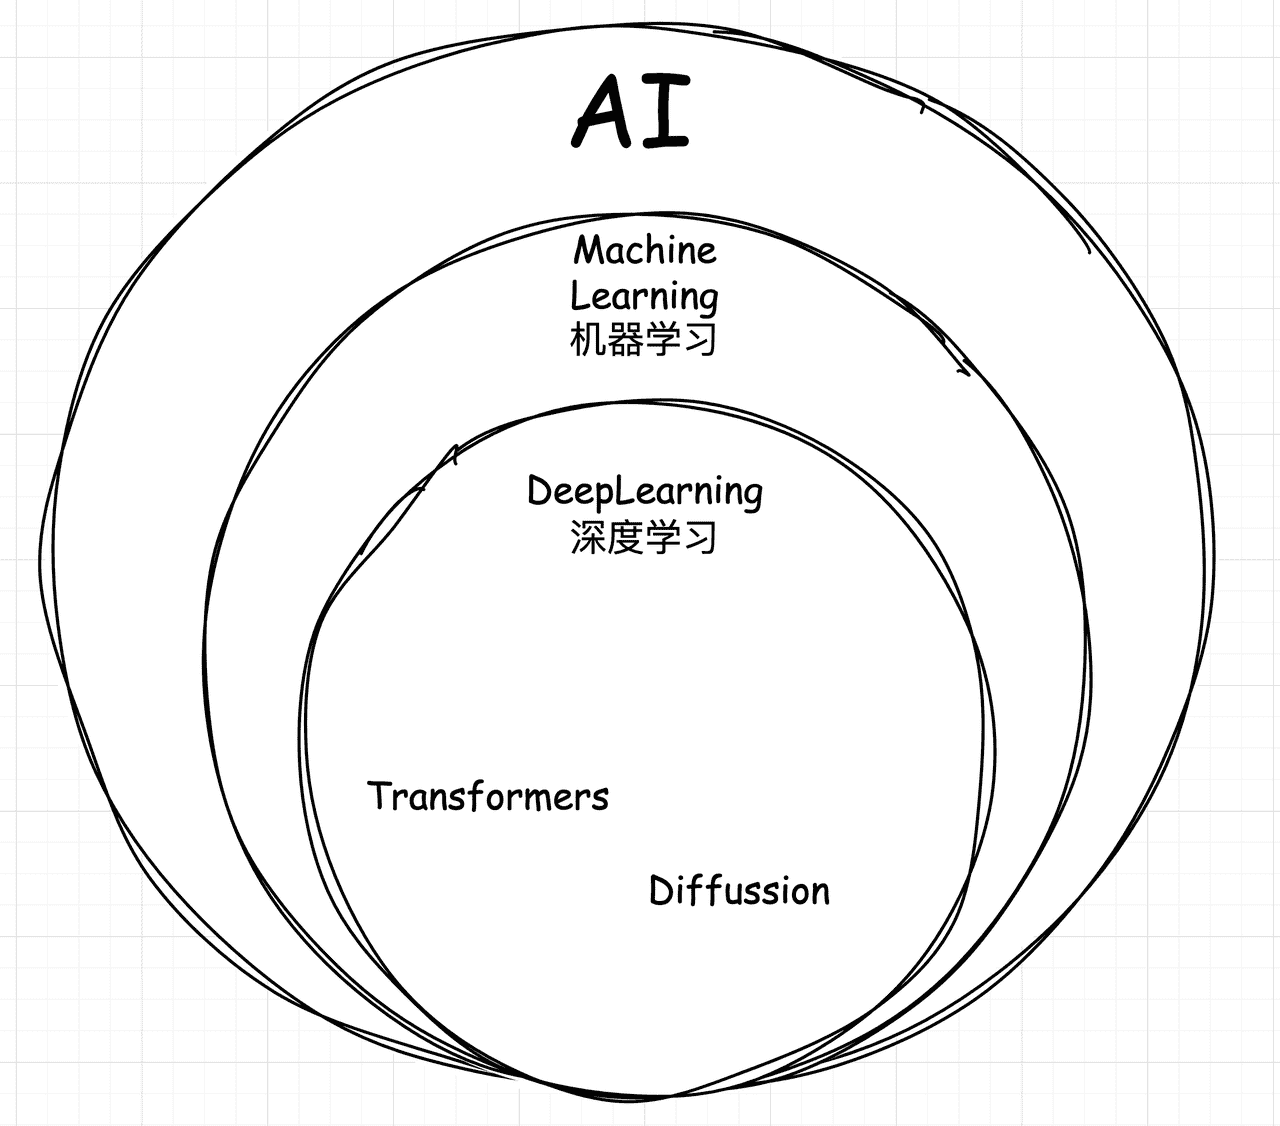 AI
Machine
Learning
机器学习
DeepLearning
深度学习
Transformers
Diffussion